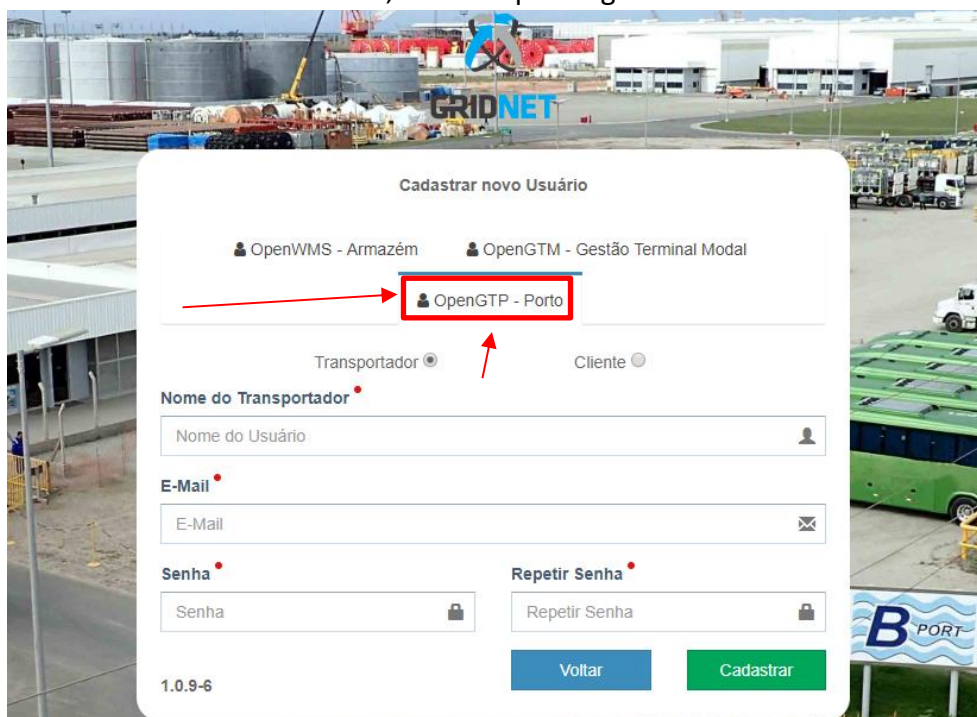 GRIDNET
Cadastrar novo Usuário
OpenWMS - Armazém OpenGTM - Gestão Terminal Modal
OpenGTP - Porto
Transportador Cliente
Nome do Transportador
Nome do Usuário
E-Mail
E-Mail
Senha Repetir Senha
Senha Repetir Senha
B PORT
Voltar Cadastrar
1.0.9-6